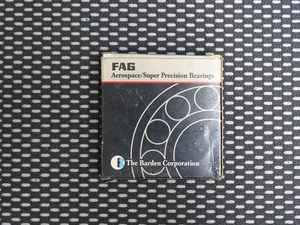 FAG
Aerospace/Super Precision Bearings
The Barden Corporation